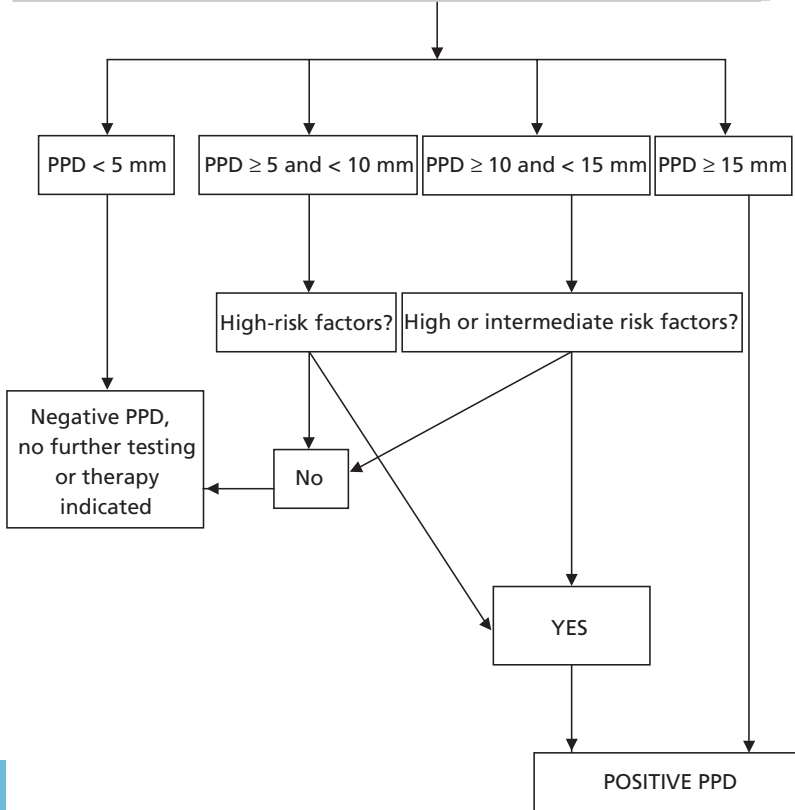 PPD < 5 mm
PPD ≥ 5 and < 10 mm
PPD ≥ 10 and < 15 mm
PPD ≥ 15 mm
High-risk factors?
High or intermediate risk factors?
Negative PPD,
no further testing
or therapy
indicated
No
YES
POSITIVE PPD